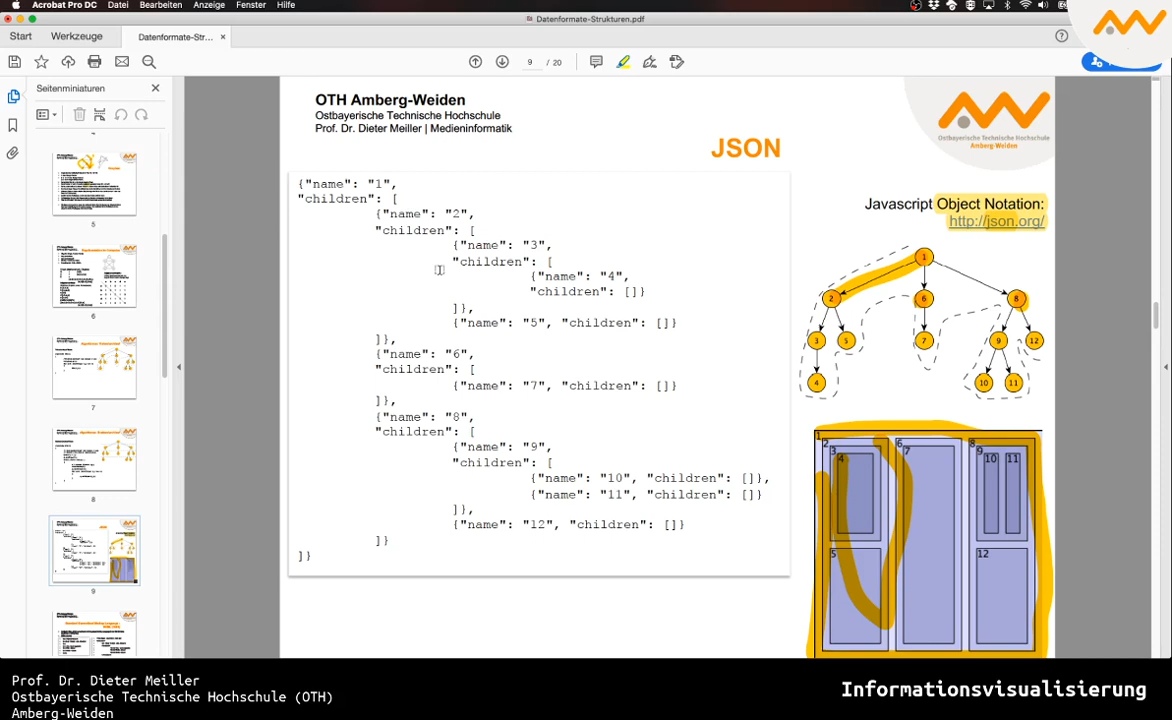 Acrobat Pro DC Datei Bearbeiten Anzeige Fenster Hilfe
Datenformate-Strukturen.pdf
Start Werkzeuge Datenformate-Str... ×
9 / 20
Seitenminiaturen
5
6
7
8
9
OTH Amberg-Weiden
Ostbayerische Technische Hochschule
Prof. Dr. Dieter Meiller | Medieninformatik
Ostbayerische Technische Hochschule
Amberg-Weiden
JSON
{"name": "1",
"children": [
{"name": "2",
"children": [
{"name": "3",
"children": [
{"name": "4",
"children": []}
]},
{"name": "5", "children": []}
]},
{"name": "6",
"children": [
{"name": "7", "children": []}
]},
{"name": "8",
"children": [
{"name": "9",
"children": [
{"name": "10", "children": []},
{"name": "11", "children": []}
]},
{"name": "12", "children": []}
]}
]}
Javascript Object Notation:
http://json.org/
1
2 6 8
3 5 7 9 12
4 10 11
1
2 6 8
3 7 9
4 10 11
5 12
Prof. Dr. Dieter Meiller
Ostbayerische Technische Hochschule (OTH)
Amberg-Weiden
Informationsvisualisierung